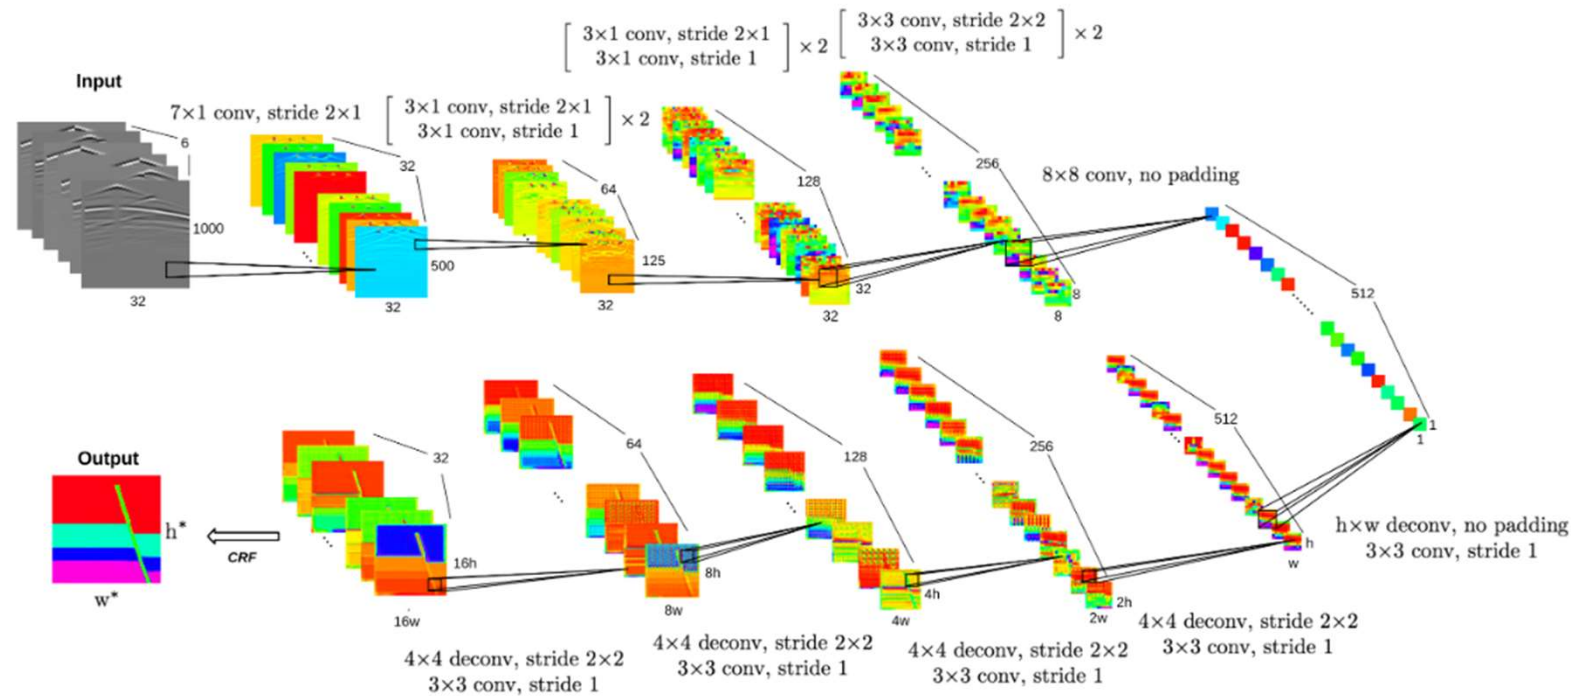 3×1 conv, stride 2×1
3×1 conv, stride 1
× 2
3×3 conv, stride 2×2
3×3 conv, stride 1
× 2
Input
7×1 conv, stride 2×1
3×1 conv, stride 2×1
3×1 conv, stride 1
× 2
6
32
64
128
256
8×8 conv, no padding
1000
500
125
32
8
512
32
32
32
32
8
1
1
32
64
128
256
512
Output
h*
w*
CRF
16h
8h
4h
2h
h
w
16w
8w
4w
2w
h×w deconv, no padding
3×3 conv, stride 1
4×4 deconv, stride 2×2
3×3 conv, stride 1
4×4 deconv, stride 2×2
3×3 conv, stride 1
4×4 deconv, stride 2×2
3×3 conv, stride 1
4×4 deconv, stride 2×2
3×3 conv, stride 1